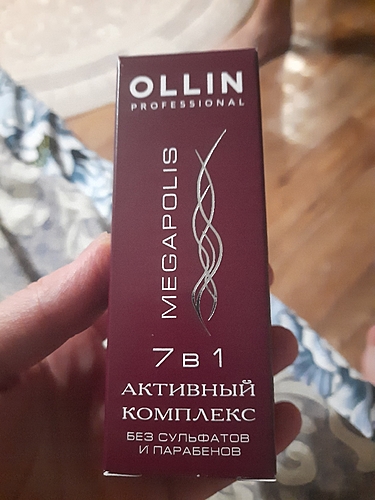 OLLIN
PROFESSIONAL
MEGAPOLIS
7 в 1
АКТИВНЫЙ
КОМПЛЕКС
БЕЗ СУЛЬФАТОВ
И ПАРАБЕНОВ